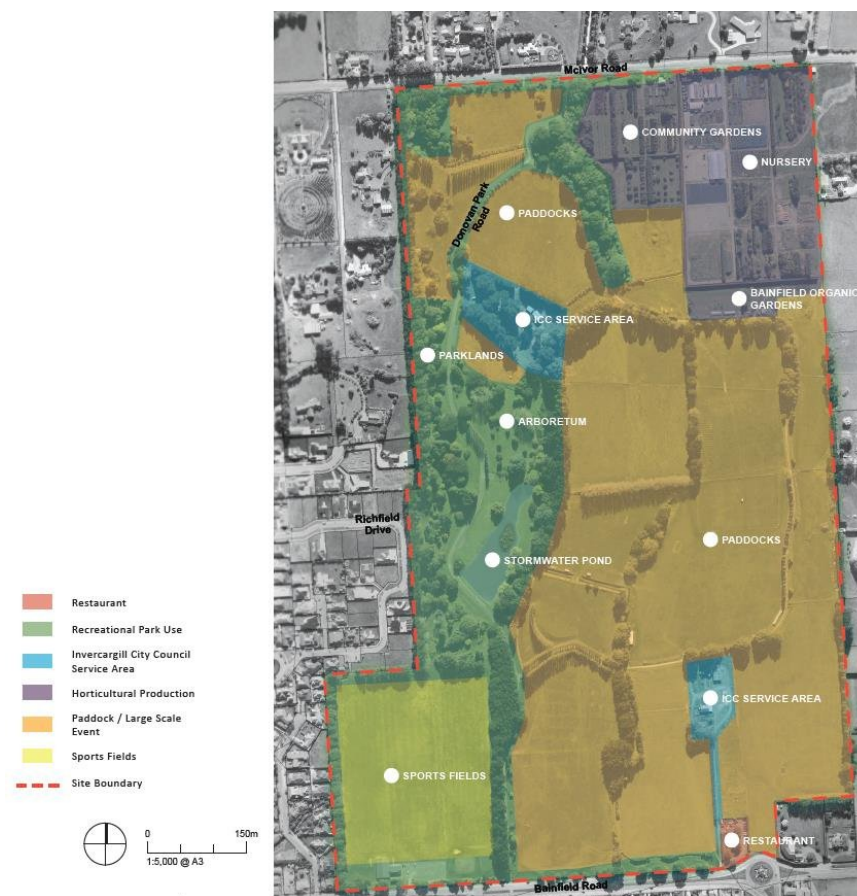 McIvor Road
COMMUNITY GARDENS
NURSERY
Donovan Park
Road
PADDOCKS
BAINFIELD ORGANIC
GARDENS
ICC SERVICE AREA
PARKLANDS
ARBORETUM
Richfield
Drive
PADDOCKS
STORMWATER POND
Restaurant
Recreational Park Use
Invercargill City Council
Service Area
Horticultural Production
Paddock / Large Scale
Event
Sports Fields
Site Boundary
ICC SERVICE AREA
SPORTS FIELDS
RESTAURANT
0 150m
1:5,000 @ A3
Bainfield Road